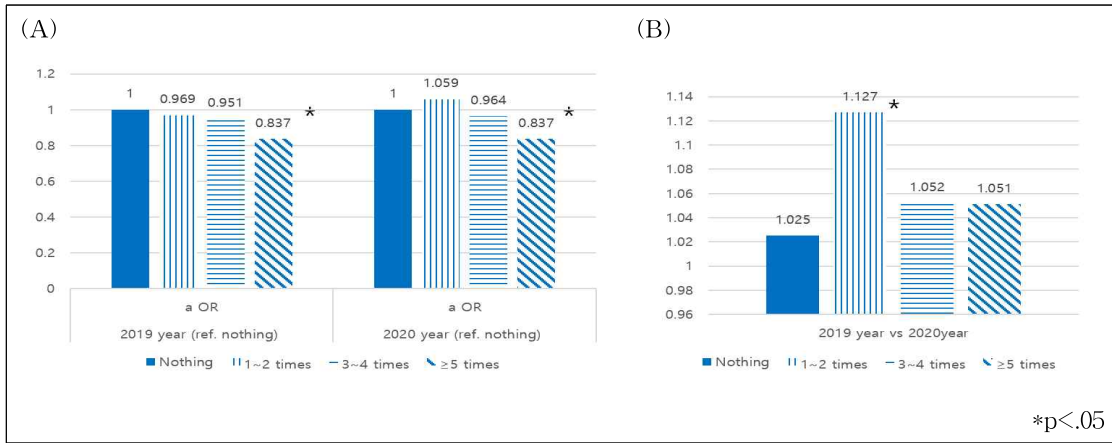 (A)
1.2
1
0.8
0.6
0.4
0.2
0
1
0.969
0.951
0.837
*
1
1.059
0.964
0.837
*
a OR
a OR
2019 year (ref. nothing)
2020 year (ref. nothing)
Nothing
1~2 times
3~4 times
≥5 times
(B)
1.14
1.12
1.1
1.08
1.06
1.04
1.02
1
0.98
0.96
1.025
1.127
*
1.052
1.051
2019 year vs 2020year
Nothing
1~2 times
3~4 times
≥5 times
*p<.05